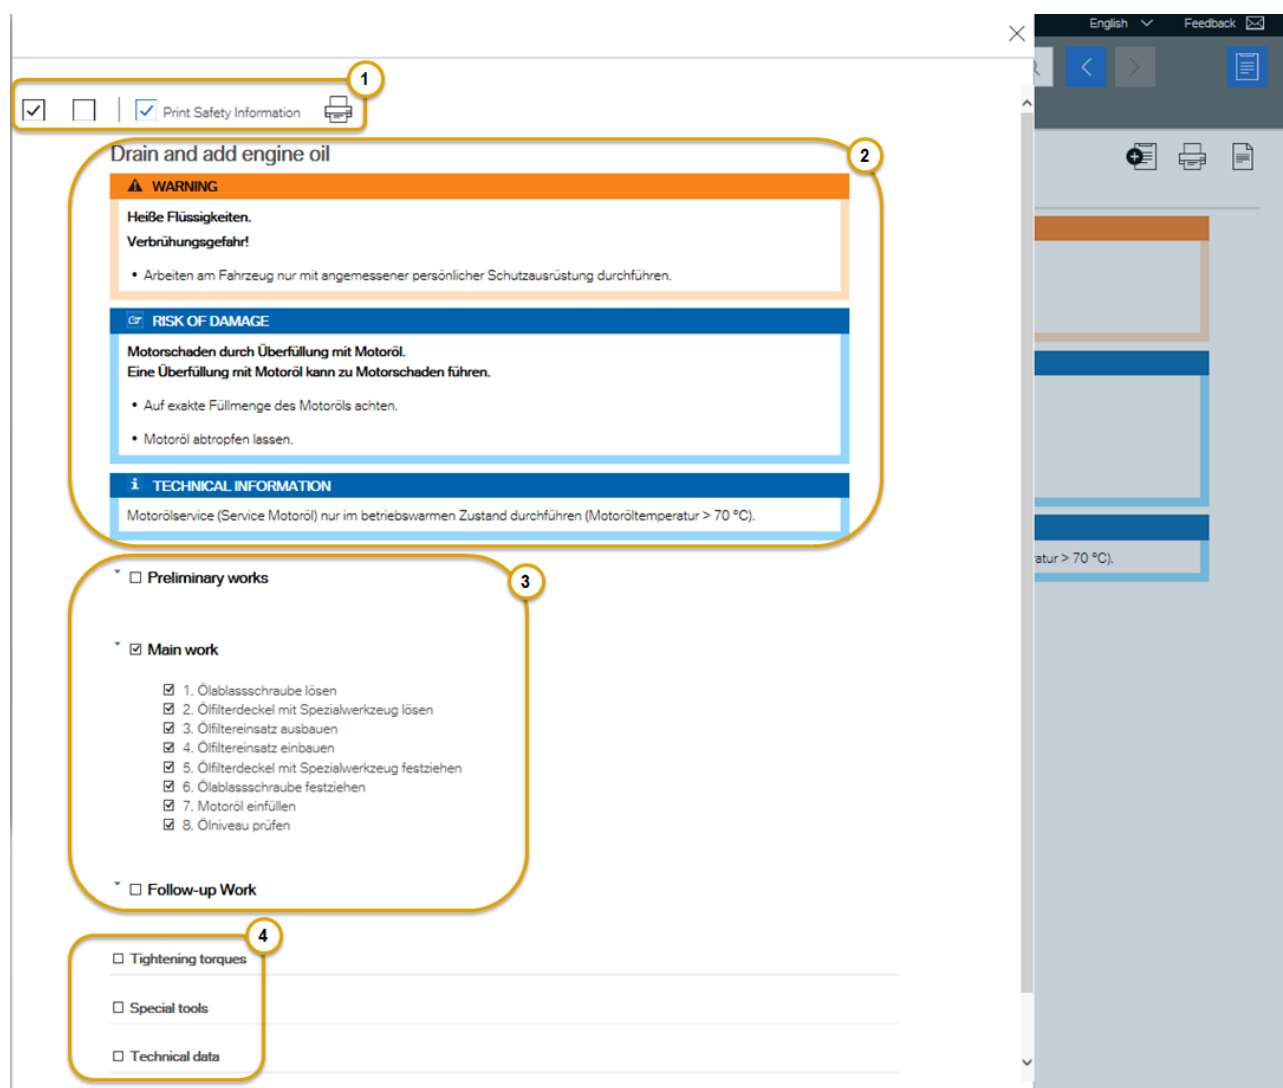 English
Feedback
1
Print Safety Information
2
Drain and add engine oil
WARNING
Heiße Flüssigkeiten.
Verbrühungsgefahr!
• Arbeiten am Fahrzeug nur mit angemessener persönlicher Schutzausrüstung durchführen.
RISK OF DAMAGE
Motorschaden durch Überfüllung mit Motoröl.
Eine Überfüllung mit Motoröl kann zu Motorschaden führen.
• Auf exakte Füllmenge des Motoröls achten.
• Motoröl abtropfen lassen.
i TECHNICAL INFORMATION
Motorölservice (Service Motoröl) nur im betriebswarmen Zustand durchführen (Motoröltemperatur > 70 °C).
atur > 70 °C).
3
Preliminary works
Main work
1. Ölablassschraube lösen
2. Ölfilterdeckel mit Spezialwerkzeug lösen
3. Ölfiltereinsatz ausbauen
4. Ölfiltereinsatz einbauen
5. Ölfilterdeckel mit Spezialwerkzeug festziehen
6. Ölablassschraube festziehen
7. Motoröl einfüllen
8. Ölniveau prüfen
Follow-up Work
4
Tightening torques
Special tools
Technical data